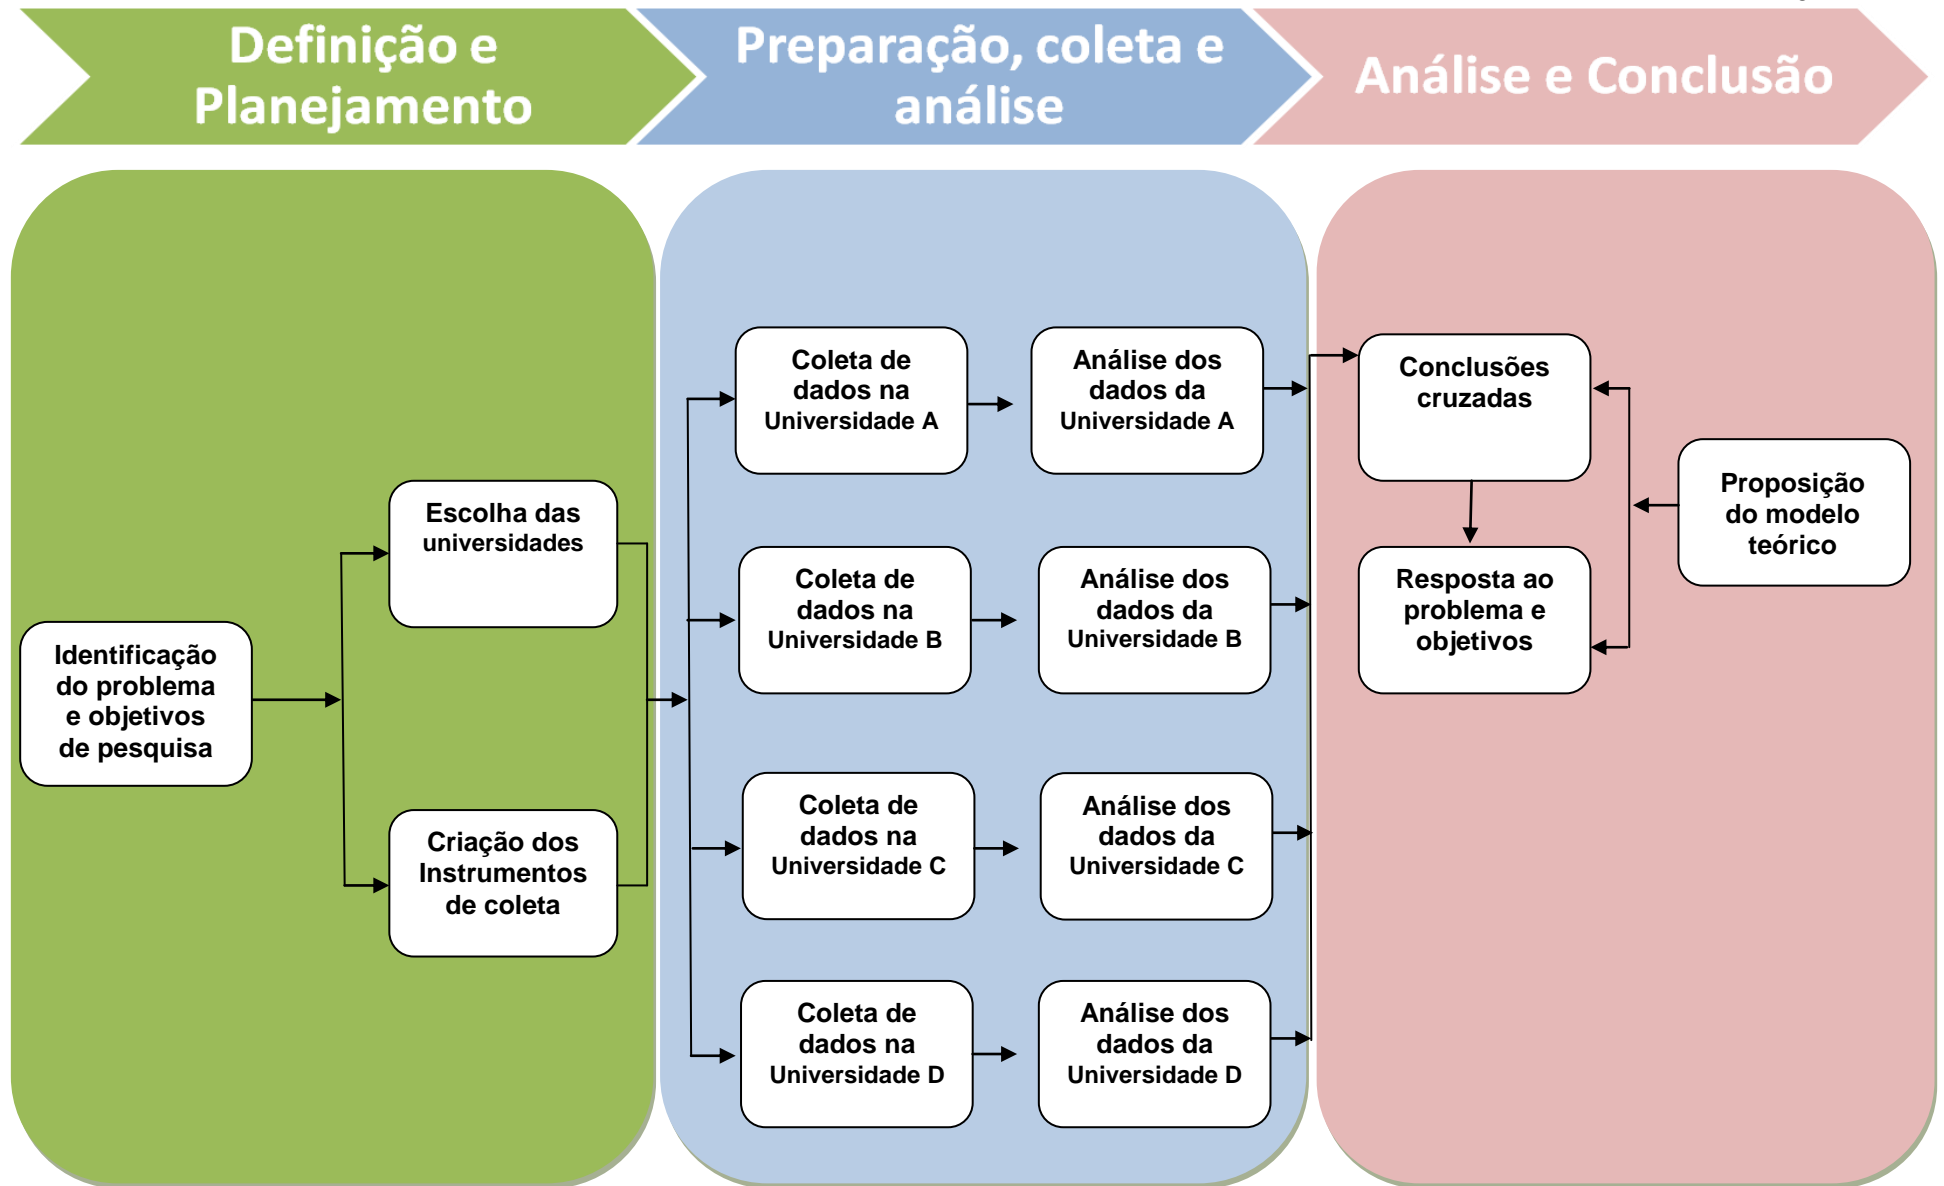 Definição e
Planejamento
Preparação, coleta e
análise
Análise e Conclusão
Identificação
do problema
e objetivos
de pesquisa
Escolha das
universidades
Criação dos
Instrumentos
de coleta
Coleta de
dados na
Universidade A
Análise dos
dados da
Universidade A
Coleta de
dados na
Universidade B
Análise dos
dados da
Universidade B
Coleta de
dados na
Universidade C
Análise dos
dados da
Universidade C
Coleta de
dados na
Universidade D
Análise dos
dados da
Universidade D
Conclusões
cruzadas
Resposta ao
problema e
objetivos
Proposição
do modelo
teórico